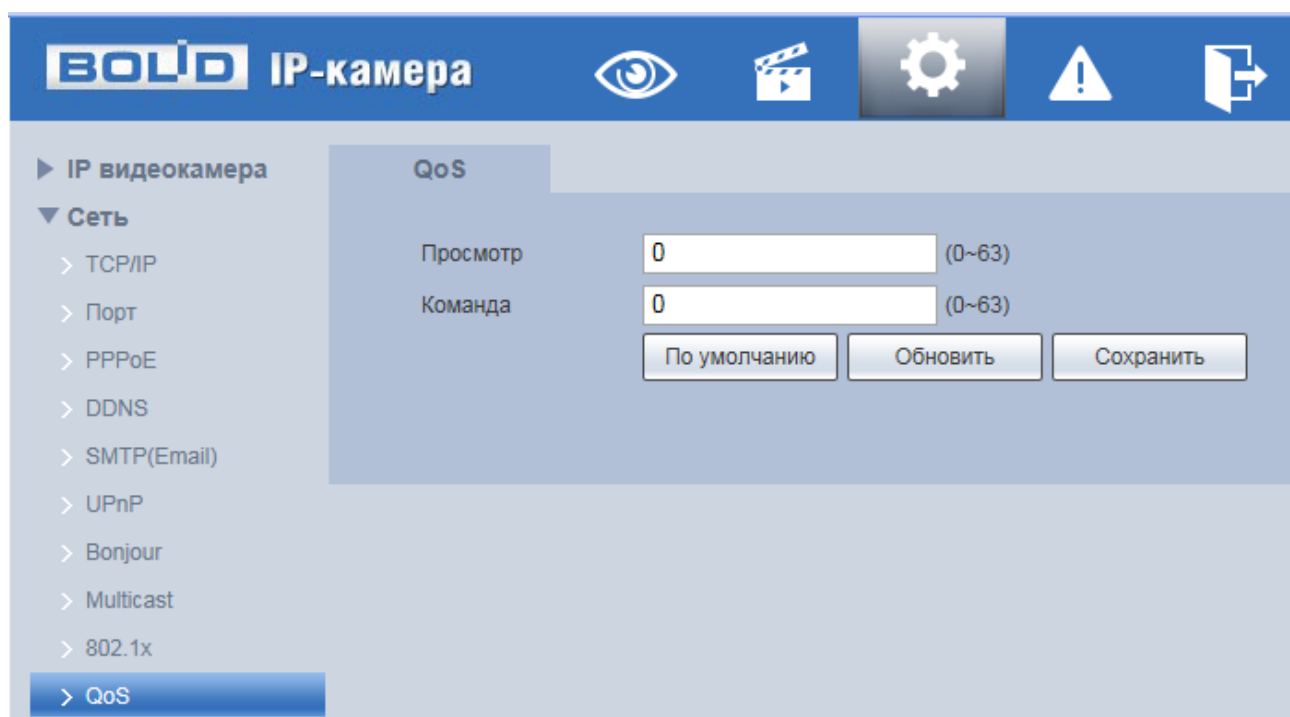 BOLID IP-камера
IP видеокамера
Сеть
TCP/IP
Порт
PPPoE
DDNS
SMTP(Email)
UPnP
Bonjour
Multicast
802.1x
QoS
QoS
Просмотр 0 (0~63)
Команда 0 (0~63)
По умолчанию Обновить Сохранить